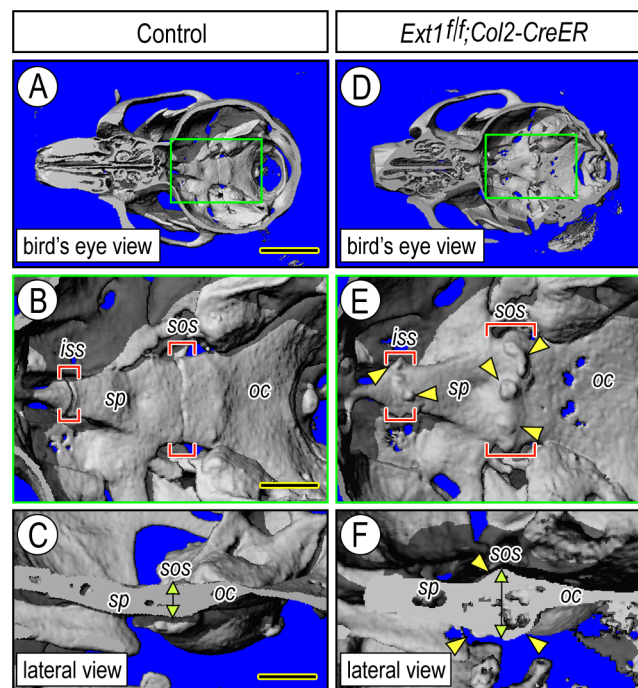 Control
Ext1f/f;Col2-CreER
A
bird's eye view
D
bird's eye view
B
iss
sos
sp
oc
E
iss
sos
sp
oc
C
sos
sp
oc
lateral view
F
sos
sp
oc
lateral view